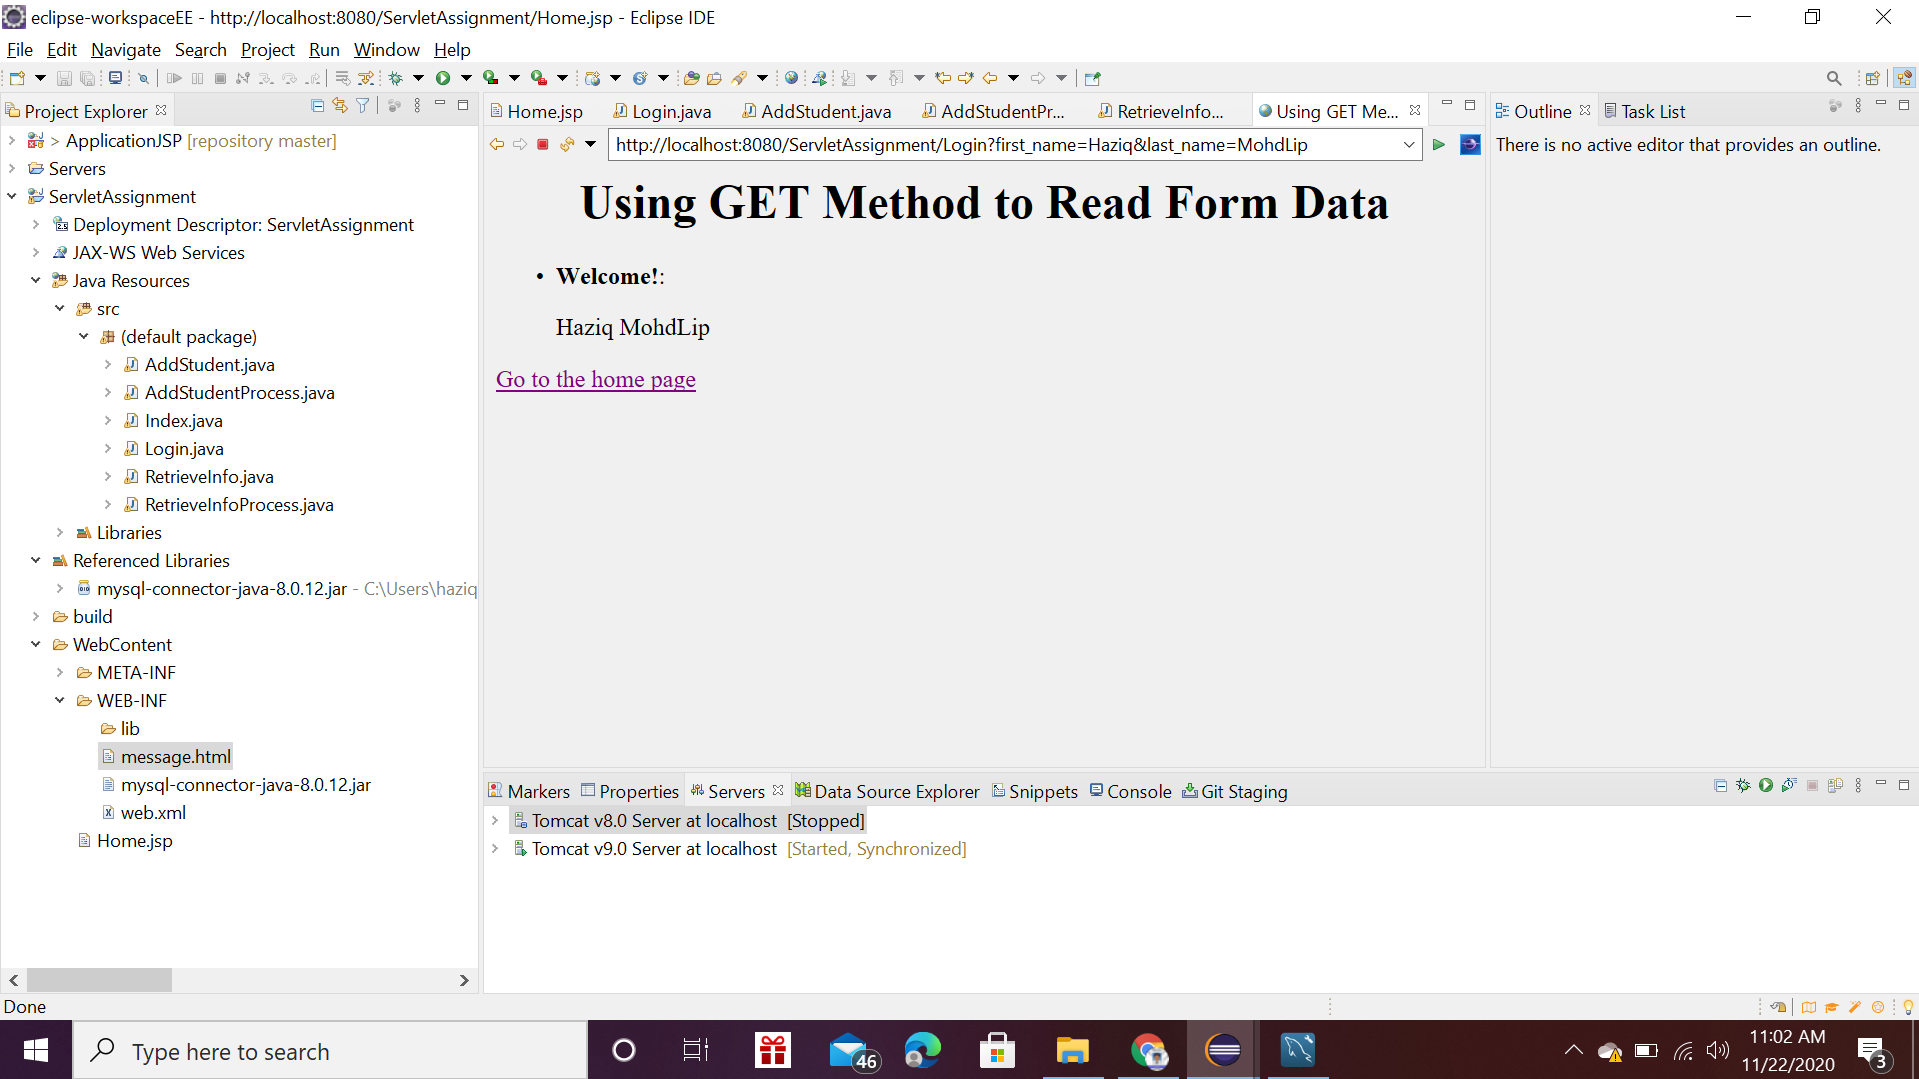 eclipse-workspaceEE - http://localhost:8080/ServletAssignment/Home.jsp - Eclipse IDE
File Edit Navigate Search Project Run Window Help
Project Explorer
> ApplicationJSP [repository master]
Servers
ServletAssignment
Deployment Descriptor: ServletAssignment
JAX-WS Web Services
Java Resources
src
(default package)
AddStudent.java
AddStudentProcess.java
Index.java
Login.java
RetrieveInfo.java
RetrieveInfoProcess.java
Libraries
Referenced Libraries
mysql-connector-java-8.0.12.jar - C:\Users\haziq
build
WebContent
META-INF
WEB-INF
lib
message.html
mysql-connector-java-8.0.12.jar
web.xml
Home.jsp
Home.jsp Login.java AddStudent.java AddStudentPr... RetrieveInfo... Using GET Me...
http://localhost:8080/ServletAssignment/Login?first_name=Haziq&last_name=MohdLip
Using GET Method to Read Form Data
• Welcome!:
Haziq MohdLip
Go to the home page
Outline Task List
There is no active editor that provides an outline.
Markers Properties Servers Data Source Explorer Snippets Console Git Staging
Tomcat v8.0 Server at localhost [Stopped]
Tomcat v9.0 Server at localhost [Started, Synchronized]
Done
Type here to search
46
11:02 AM
11/22/2020
3